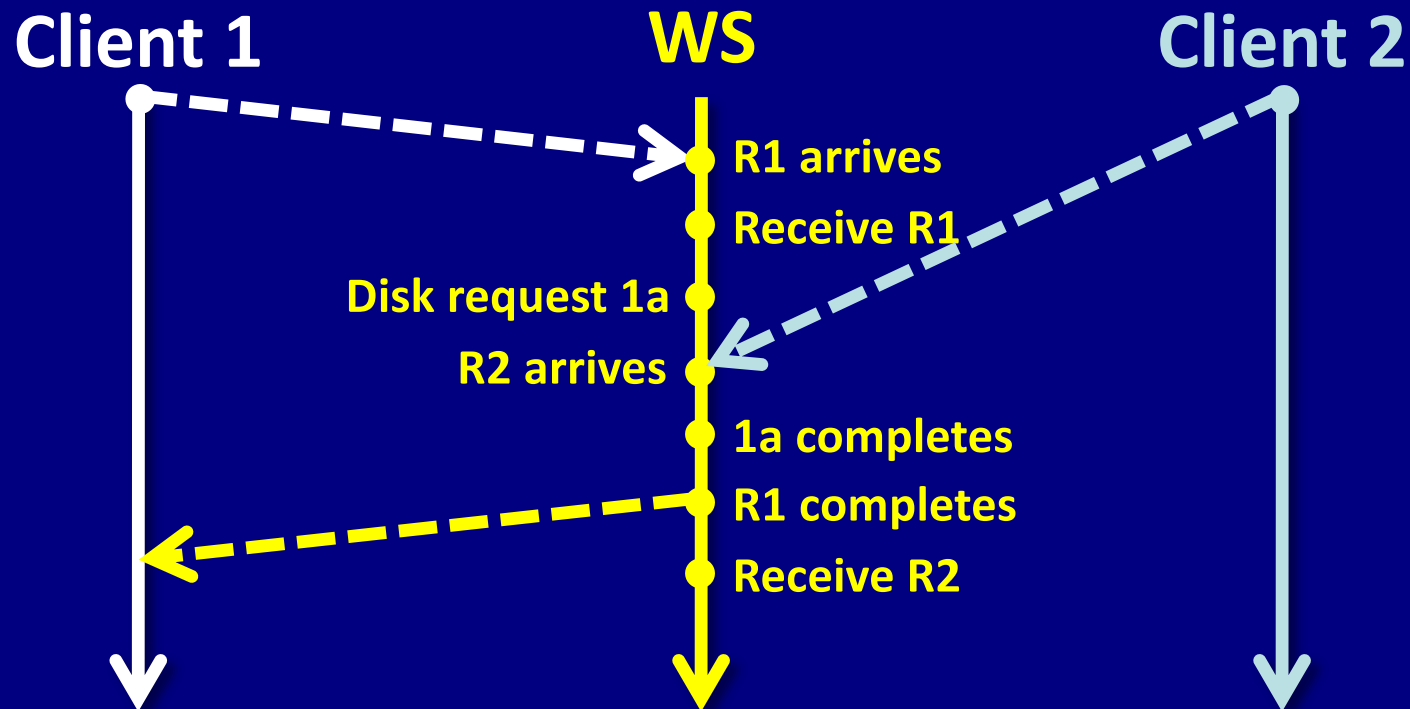 Client 1
WS
Client 2
R1 arrives
Receive R1
Disk request 1a
R2 arrives
1a completes
R1 completes
Receive R2